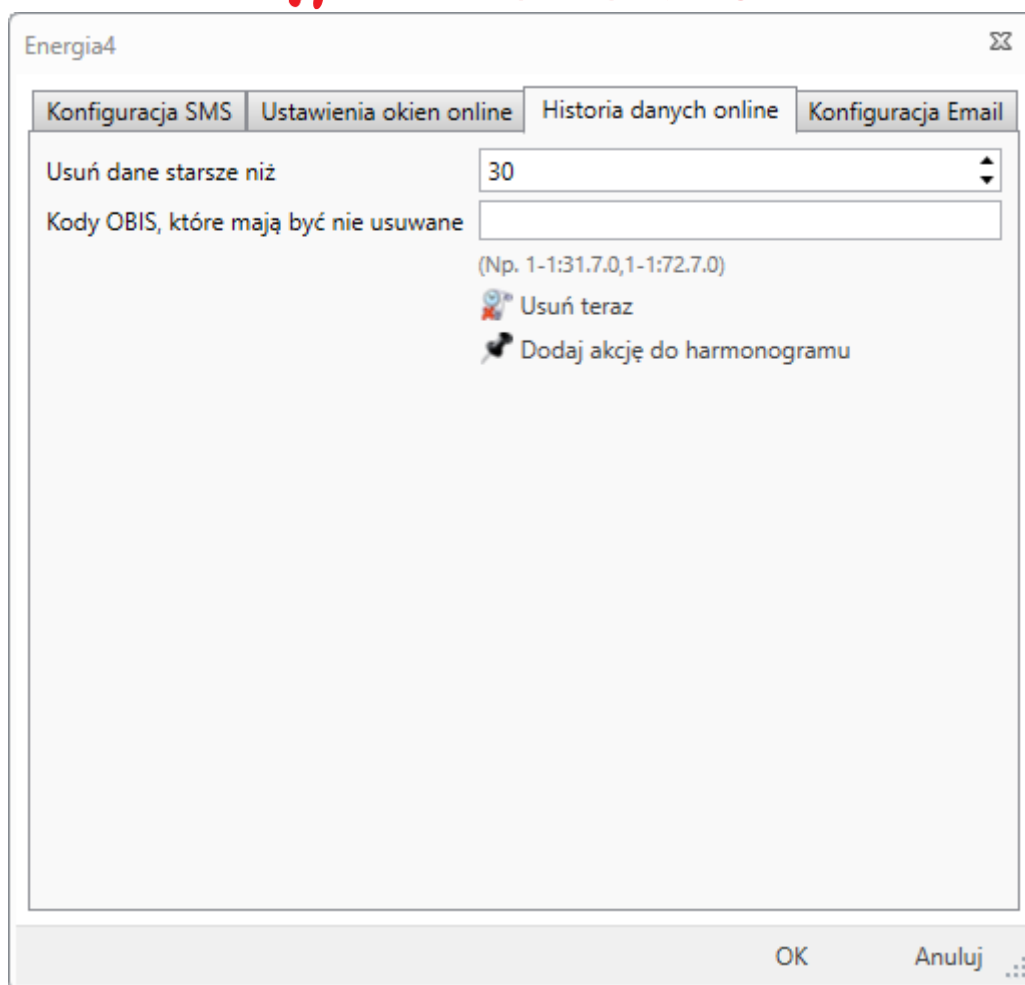 Energia4
Konfiguracja SMS Ustawienia okien online Historia danych online Konfiguracja Email
Usuń dane starsze niż 30
Kody OBIS, które mają być nie usuwane
(Np. 1-1:31.7.0,1-1:72.7.0)
Usuń teraz
Dodaj akcję do harmonogramu
OK Anuluj